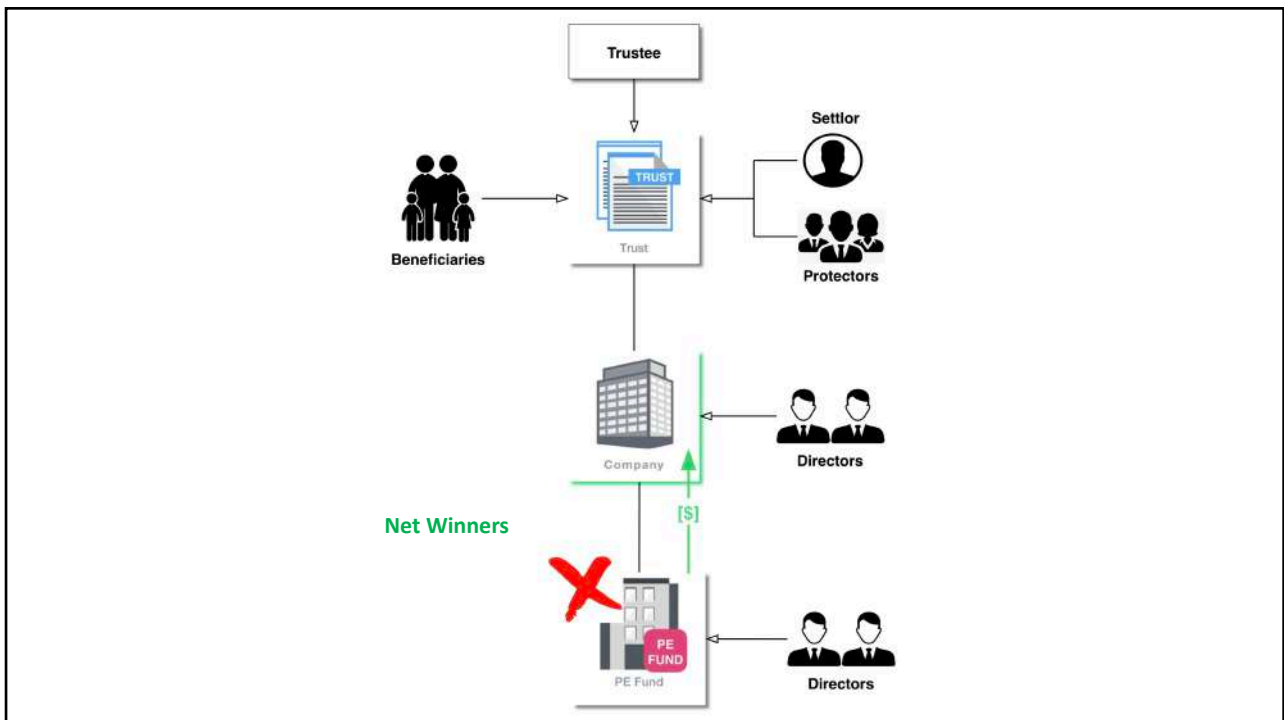 Trustee
Settlor
TRUST
Trust
Beneficiaries
Protectors
Company
Directors
[$]
Net Winners
PE
FUND
PE Fund
Directors